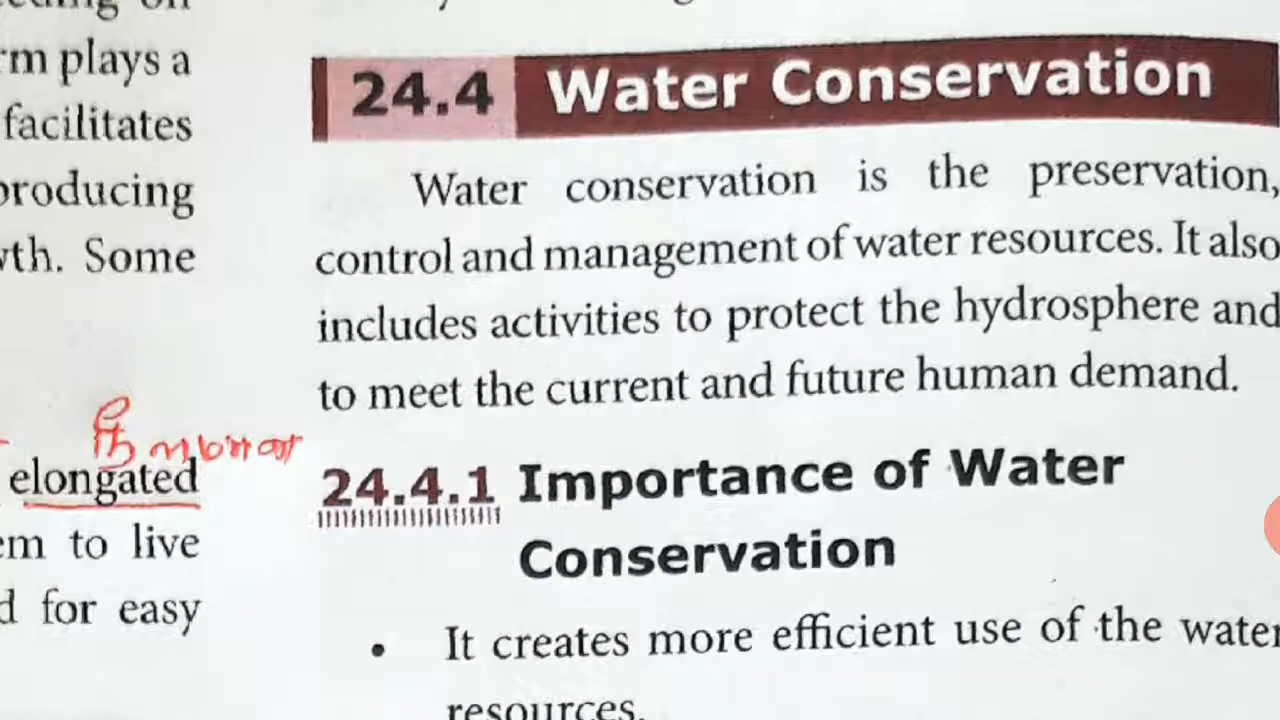 rm plays a
facilitates
producing
Some
elongated
to live
for easy
24.4 Water Conservation
Water conservation is the preservation,
control and management of water resources. It also
includes activities to protect the hydrosphere and
to meet the current and future human demand.
24.4.1 Importance of Water
Conservation
• It creates more efficient use of the water
resources.